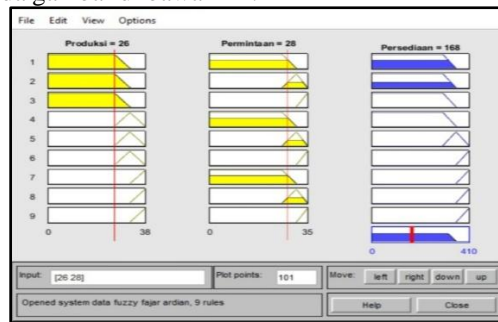 File Edit View Options
Produksi = 26 Permintaan = 28 Persediaan = 168
1
2
3
4
5
6
7
8
9
0 38 0 35
0 410
Input: [26 28] Plot points: 101 Move: left right down up
Opened system data fuzzy fajar ardian, 9 rules Help Close